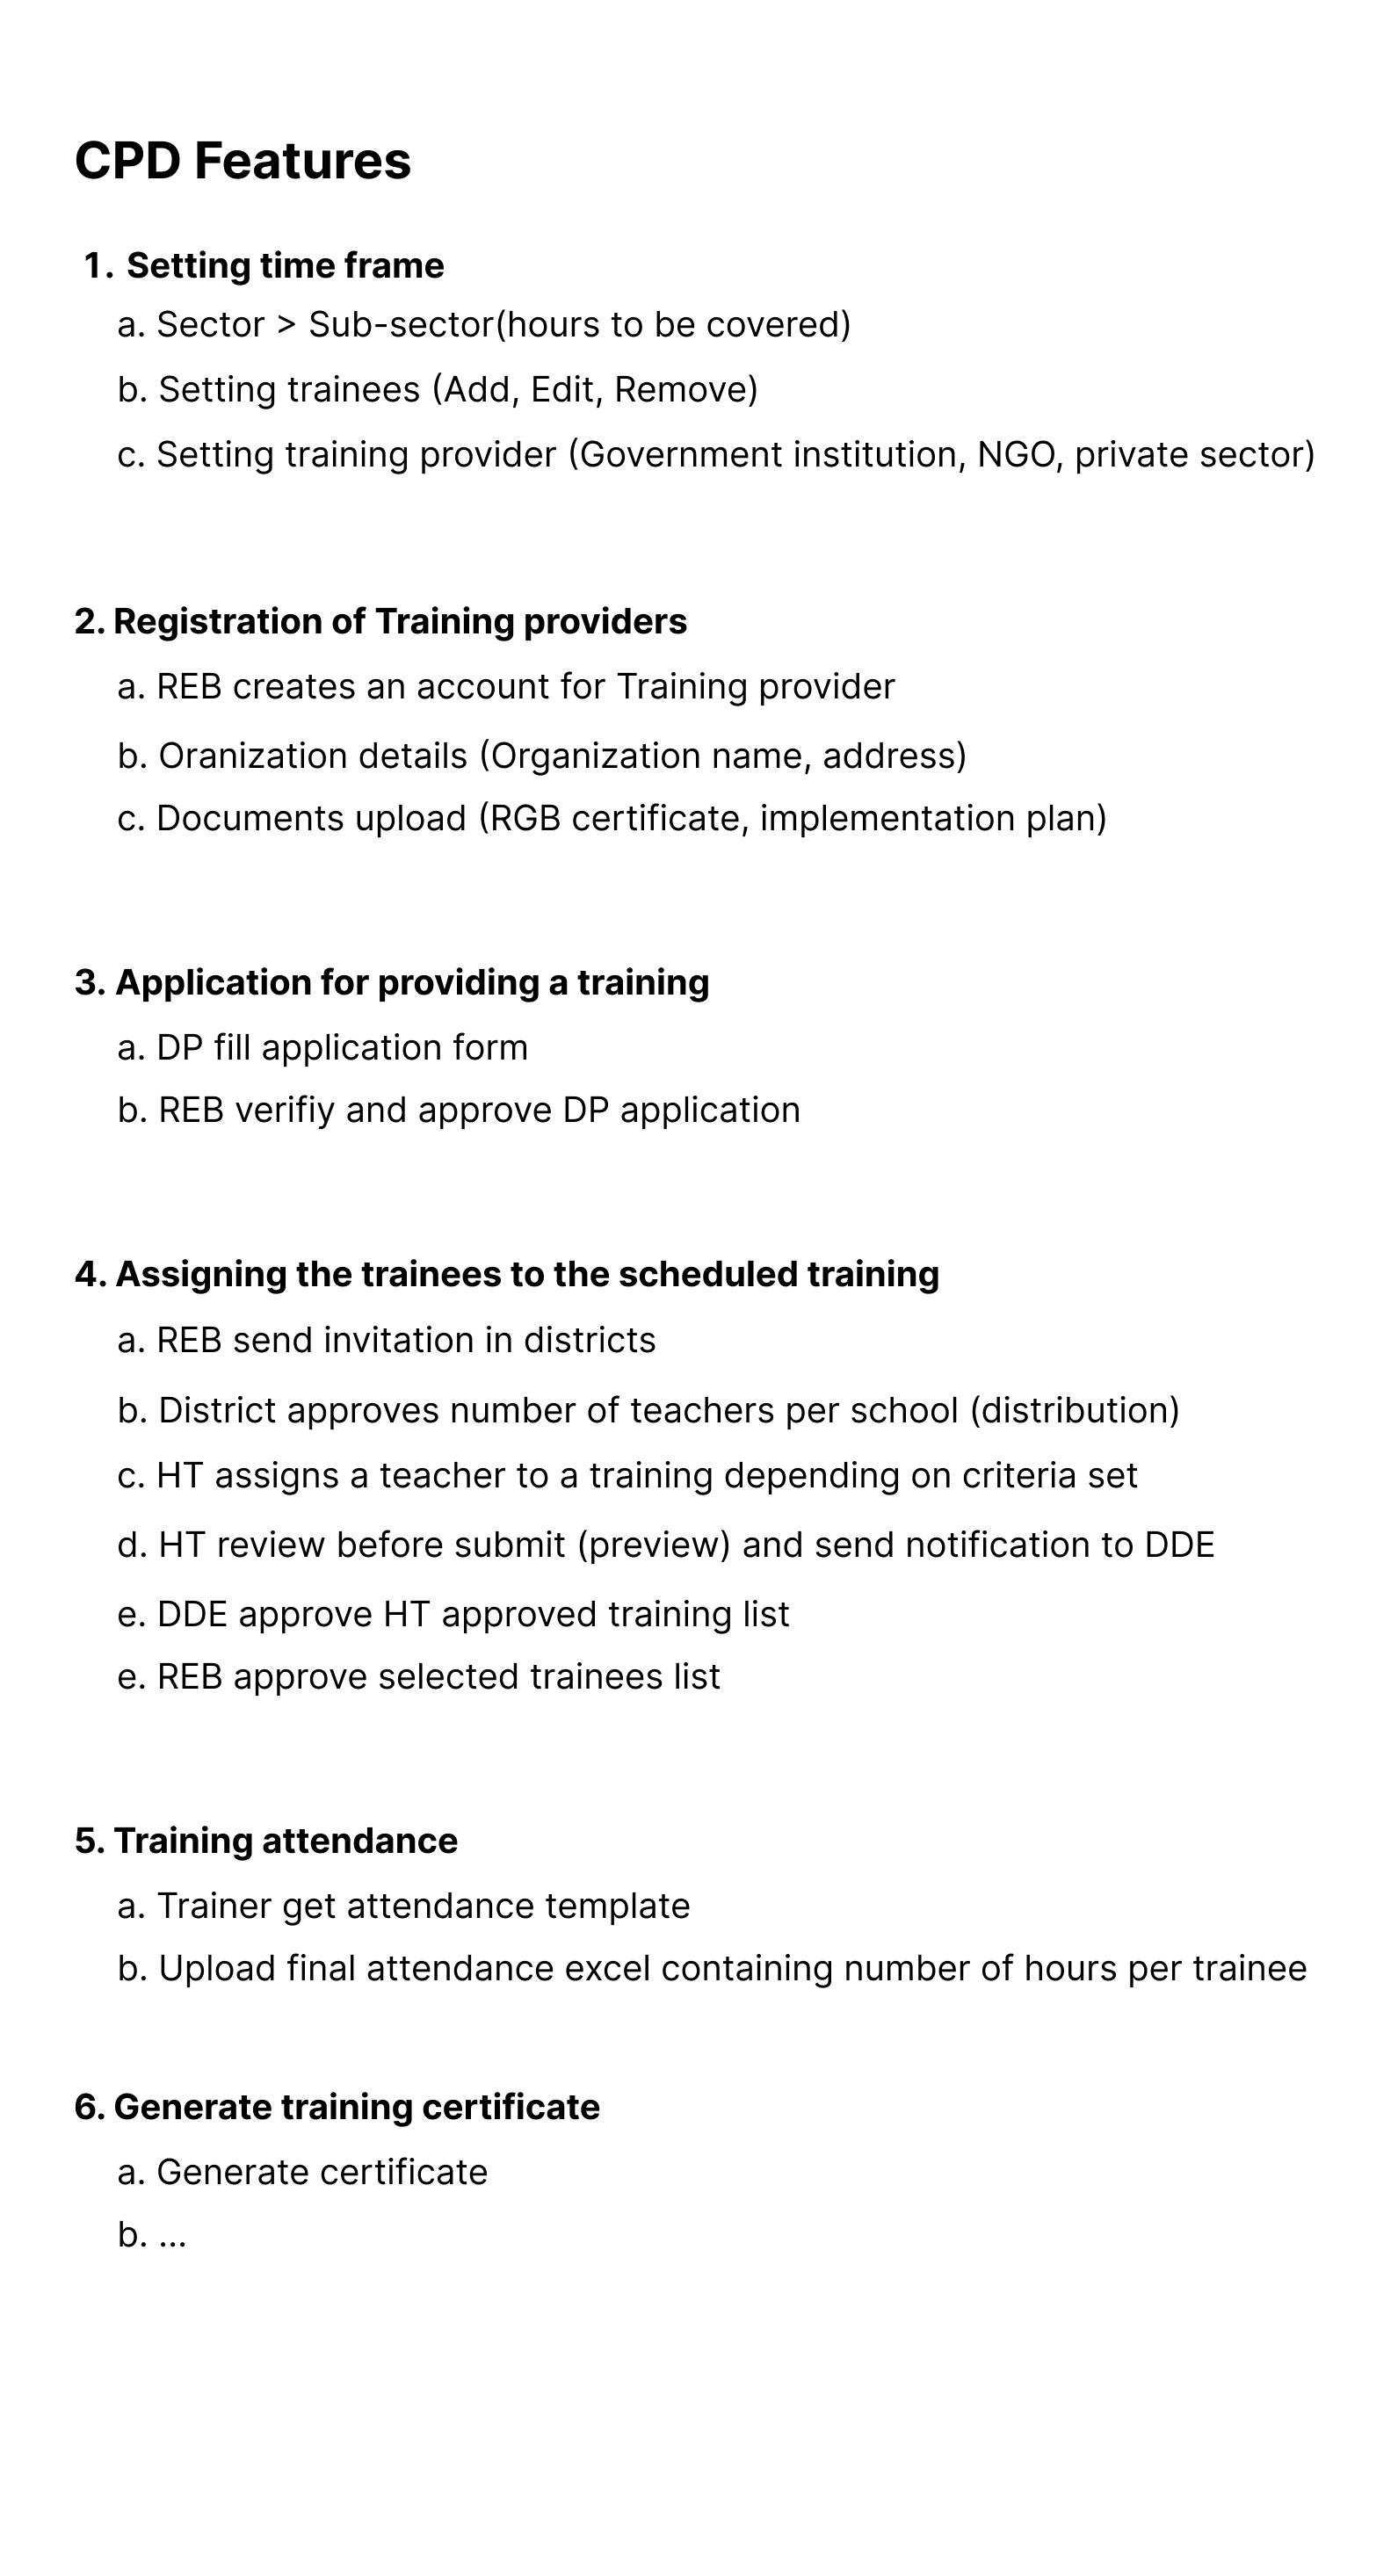 CPD Features
1. Setting time frame
a. Sector > Sub-sector(hours to be covered)
b. Setting trainees (Add, Edit, Remove)
c. Setting training provider (Government institution, NGO, private sector)
2. Registration of Training providers
a. REB creates an account for Training provider
b. Oranization details (Organization name, address)
c. Documents upload (RGB certificate, implementation plan)
3. Application for providing a training
a. DP fill application form
b. REB verifiy and approve DP application
4. Assigning the trainees to the scheduled training
a. REB send invitation in districts
b. District approves number of teachers per school (distribution)
c. HT assigns a teacher to a training depending on criteria set
d. HT review before submit (preview) and send notification to DDE
e. DDE approve HT approved training list
e. REB approve selected trainees list
5. Training attendance
a. Trainer get attendance template
b. Upload final attendance excel containing number of hours per trainee
6. Generate training certificate
a. Generate certificate
b. ...